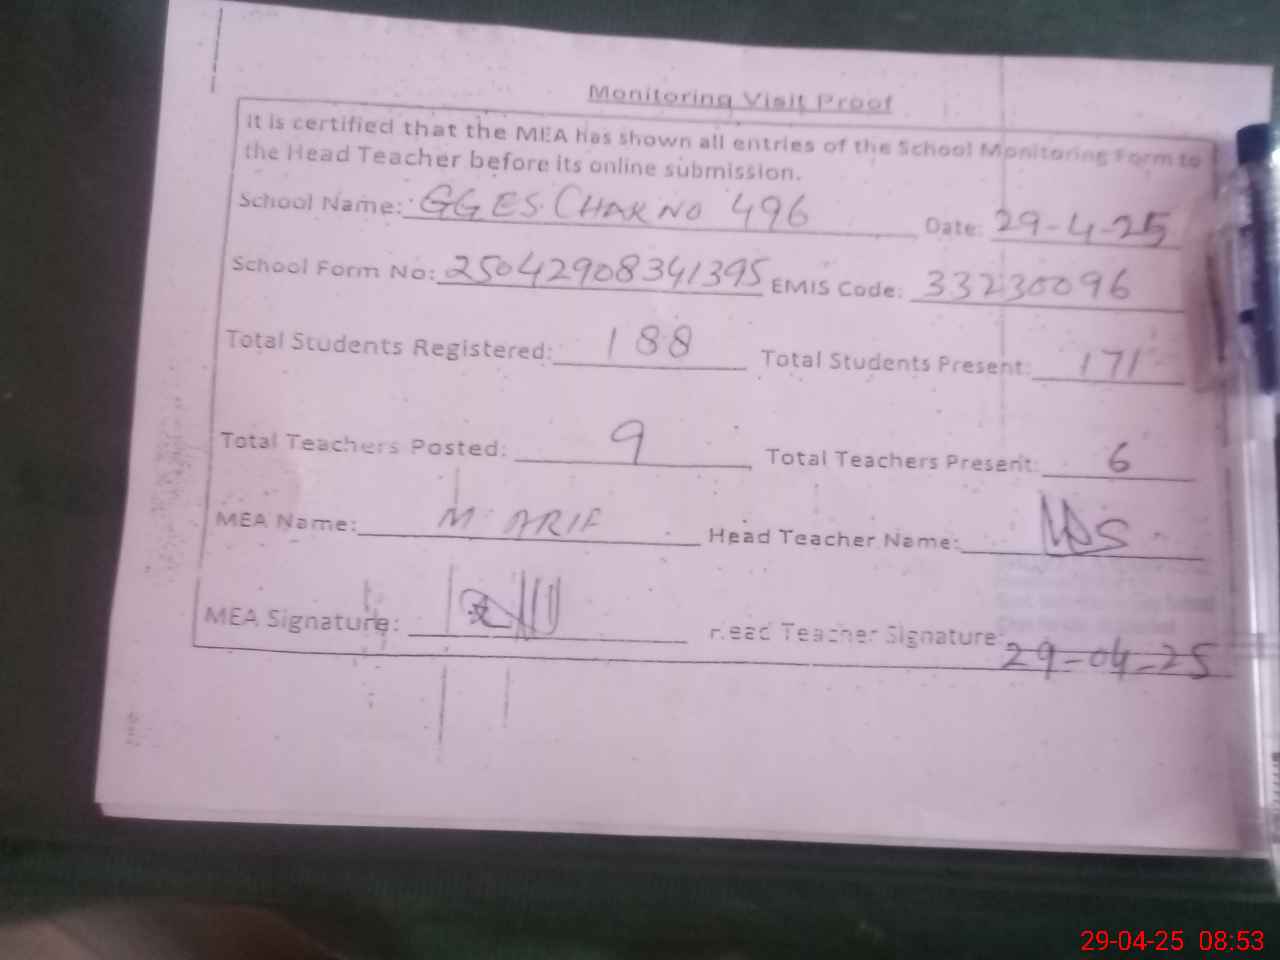 Monitoring Visit Proof
It is certified that the MEA has shown all entries of the School Monitoring Form to
the Head Teacher before its online submission.
School Name: GGES. CHAK NO 496 Date: 29-4-25
School Form No: 25042908341395 EMIS Code: 33230096
Total Students Registered: 188 Total Students Present: 171
Total Teachers Posted: 9 Total Teachers Present: 6
MEA Name: M. ARIF Head Teacher Name:
MEA Signature: Head Teacher Signature:
29-04-25
29-04-25 08:53